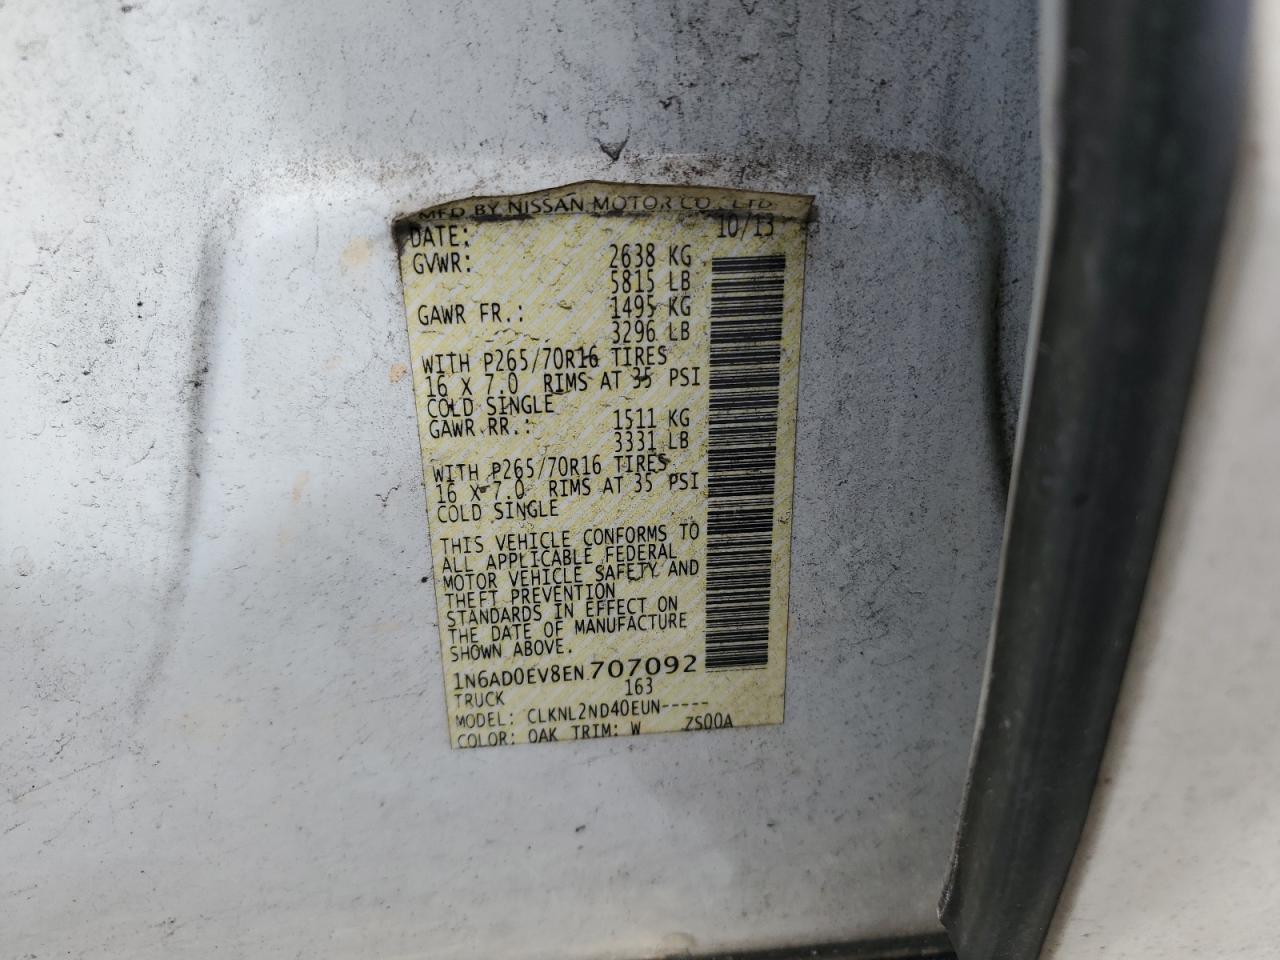 MFD BY NISSAN MOTOR CO., LTD
DATE: 10/13
GVWR: 2638 KG
5815 LB
GAWR FR.: 1495 KG
3296 LB
WITH P265/70R16 TIRES
16 X 7.0 RIMS AT 35 PSI
COLD SINGLE
GAWR RR.: 1511 KG
3331 LB
WITH P265/70R16 TIRES
16 X 7.0 RIMS AT 35 PSI
COLD SINGLE
THIS VEHICLE CONFORMS TO
ALL APPLICABLE FEDERAL
MOTOR VEHICLE SAFETY AND
THEFT PREVENTION
STANDARDS IN EFFECT ON
THE DATE OF MANUFACTURE
SHOWN ABOVE.
1N6AD0EV8EN707092
TRUCK 163
MODEL: CLKNL2ND40EUN-----
COLOR: QAK TRIM: W ZS00A